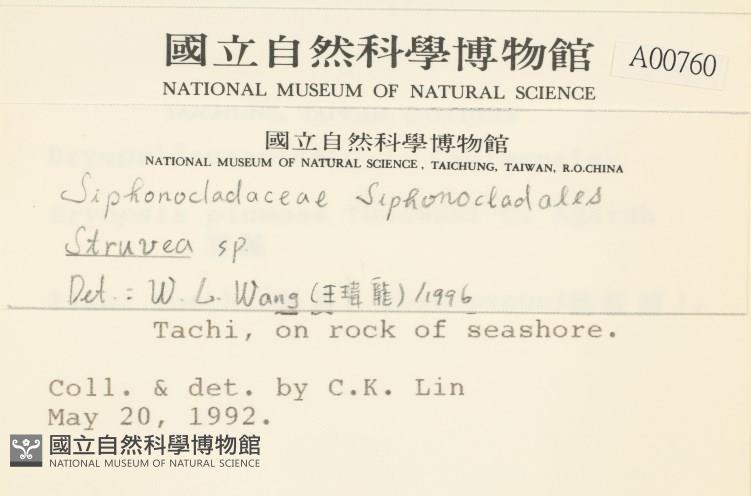 國立自然科學博物館
A00760
NATIONAL MUSEUM OF NATURAL SCIENCE
國立自然科學博物館
NATIONAL MUSEUM OF NATURAL SCIENCE, TAICHUNG, TAIWAN, R.O.CHINA
Siphonocladaceae Siphonocladales
Struvea sp.
Det.: W. L. Wang (王瑋龍) /1996
Tachi, on rock of seashore.
Coll. & det. by C.K. Lin
May 20, 1992.
國立自然科學博物館
NATIONAL MUSEUM OF NATURAL SCIENCE